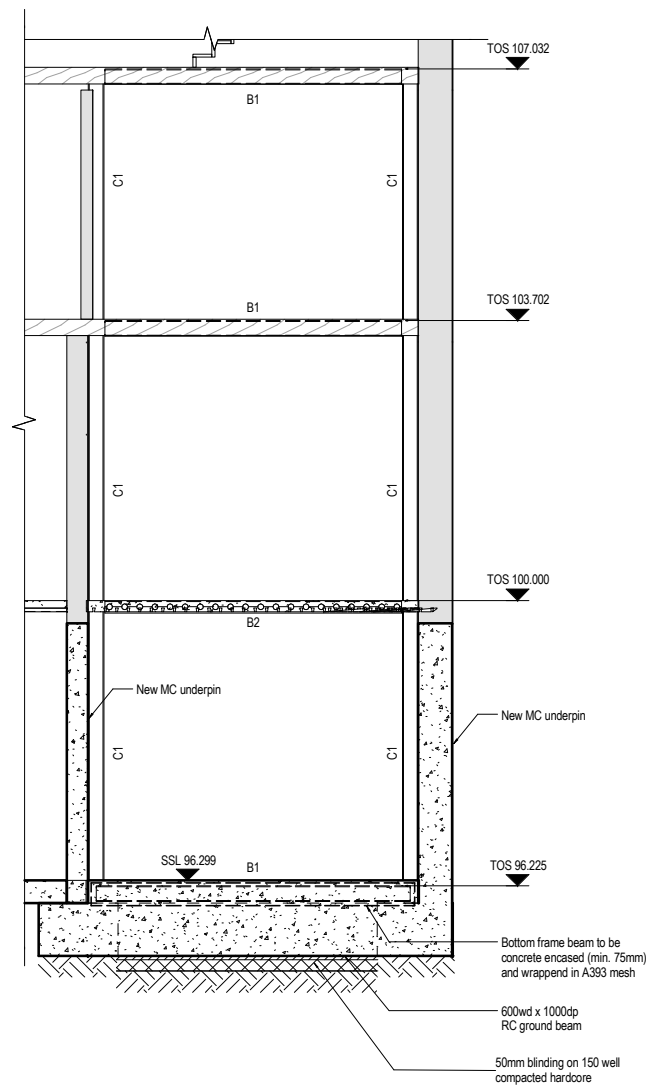 TOS 107.032
B1
C1
C1
B1
TOS 103.702
C1
C1
TOS 100.000
B2
New MC underpin
New MC underpin
C1
C1
SSL 96.299
B1
TOS 96.225
Bottom frame beam to be
concrete encased (min. 75mm)
and wrappend in A393 mesh
600wd x 1000dp
RC ground beam
50mm blinding on 150 well
compacted hardcore